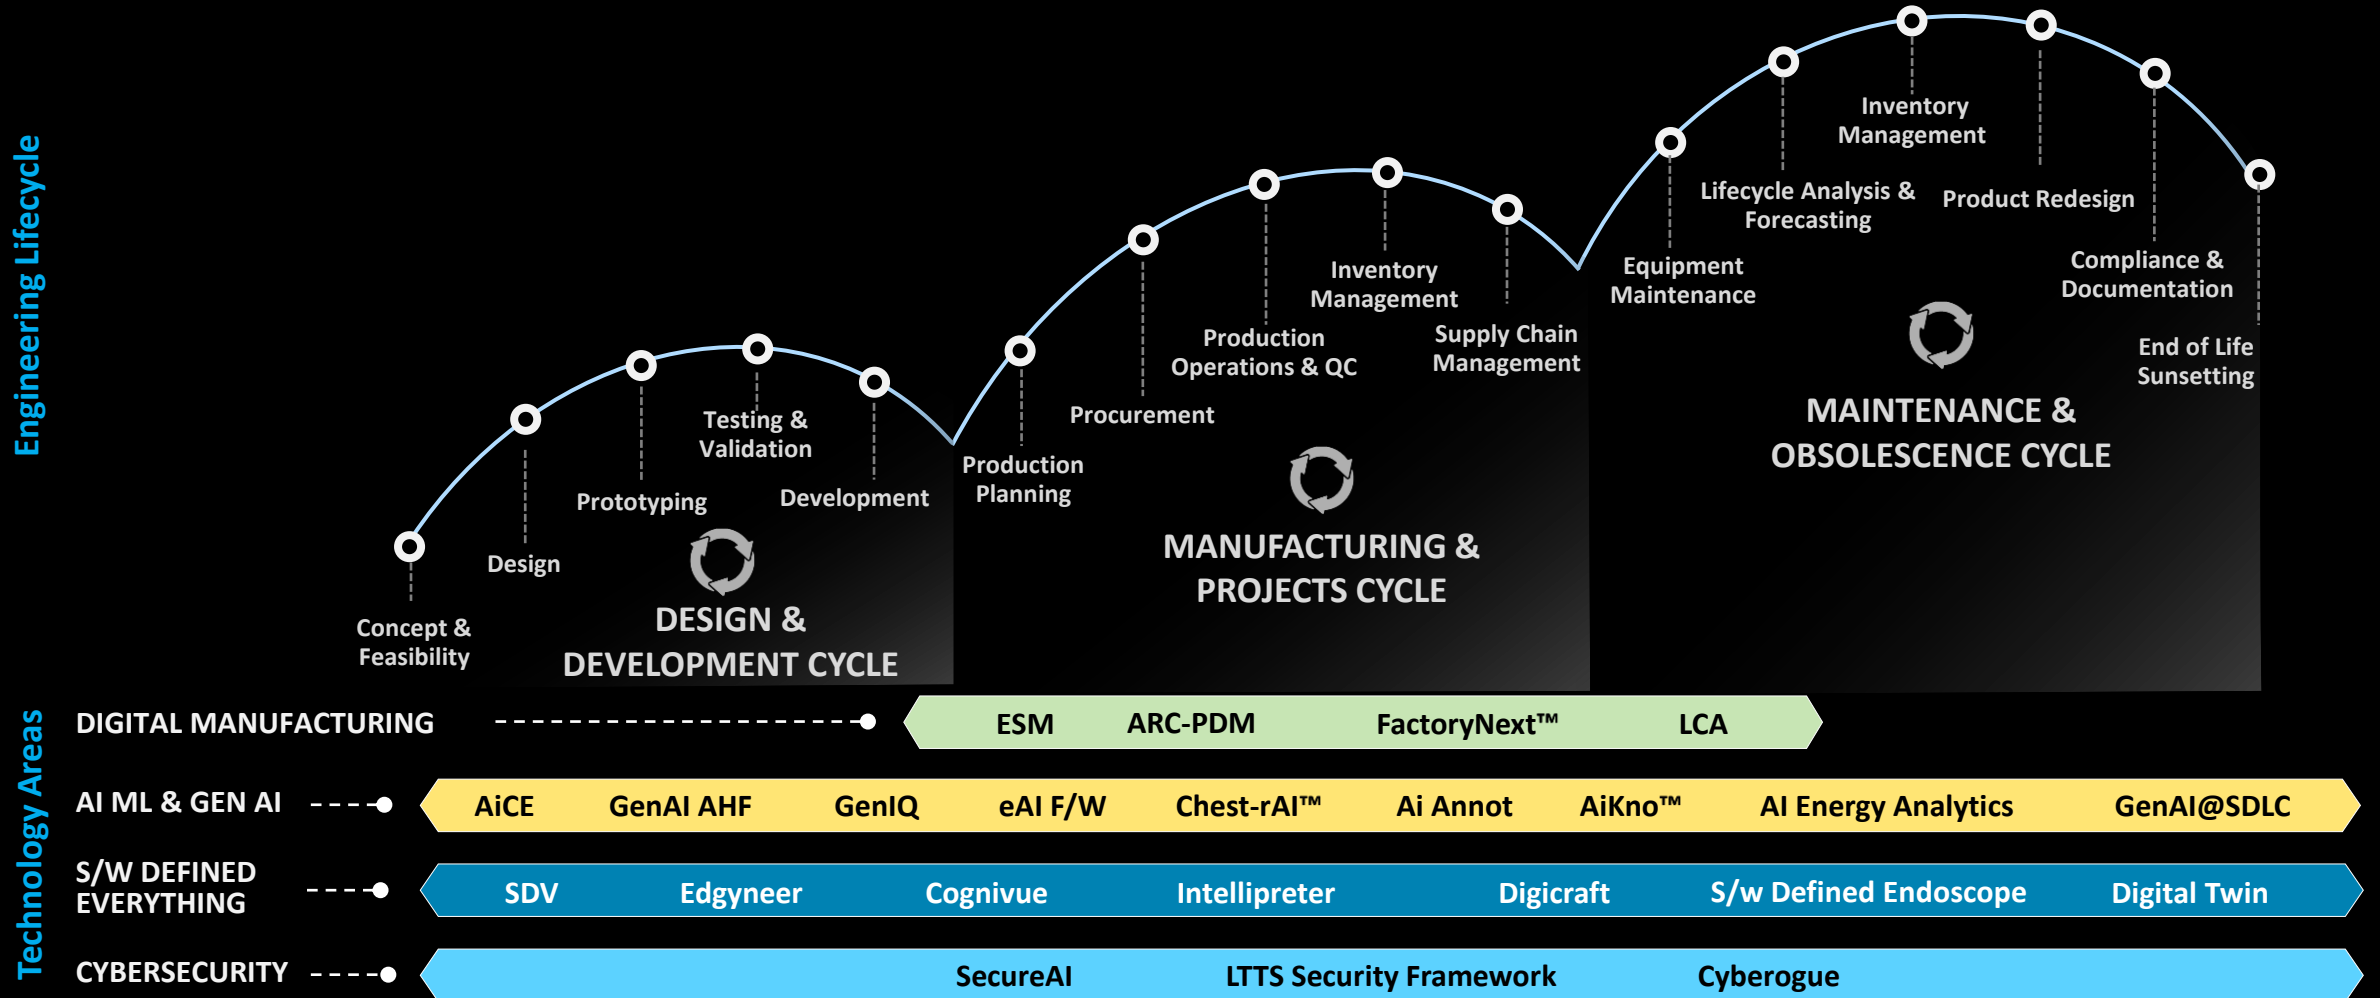 Engineering Lifecycle
Concept &
Feasibility
Design
Prototyping
Testing &
Validation
Development
DESIGN &
DEVELOPMENT CYCLE
Production
Planning
Procurement
Production
Operations & QC
Inventory
Management
Supply Chain
Management
MANUFACTURING &
PROJECTS CYCLE
Equipment
Maintenance
Lifecycle Analysis &
Forecasting
Inventory
Management
Product Redesign
Compliance &
Documentation
End of Life
Sunsetting
MAINTENANCE &
OBSOLESCENCE CYCLE
Technology Areas
DIGITAL MANUFACTURING
ESM ARC-PDM FactoryNext™ LCA
AI ML & GEN AI
AiCE GenAI AHF GenIQ eAI F/W Chest-rAI™ Ai Annot AiKno™ AI Energy Analytics GenAI@SDLC
S/W DEFINED
EVERYTHING
SDV Edgyneer Cognivue Intellipreter Digicraft S/w Defined Endoscope Digital Twin
CYBERSECURITY
SecureAI LTTS Security Framework Cyberogue